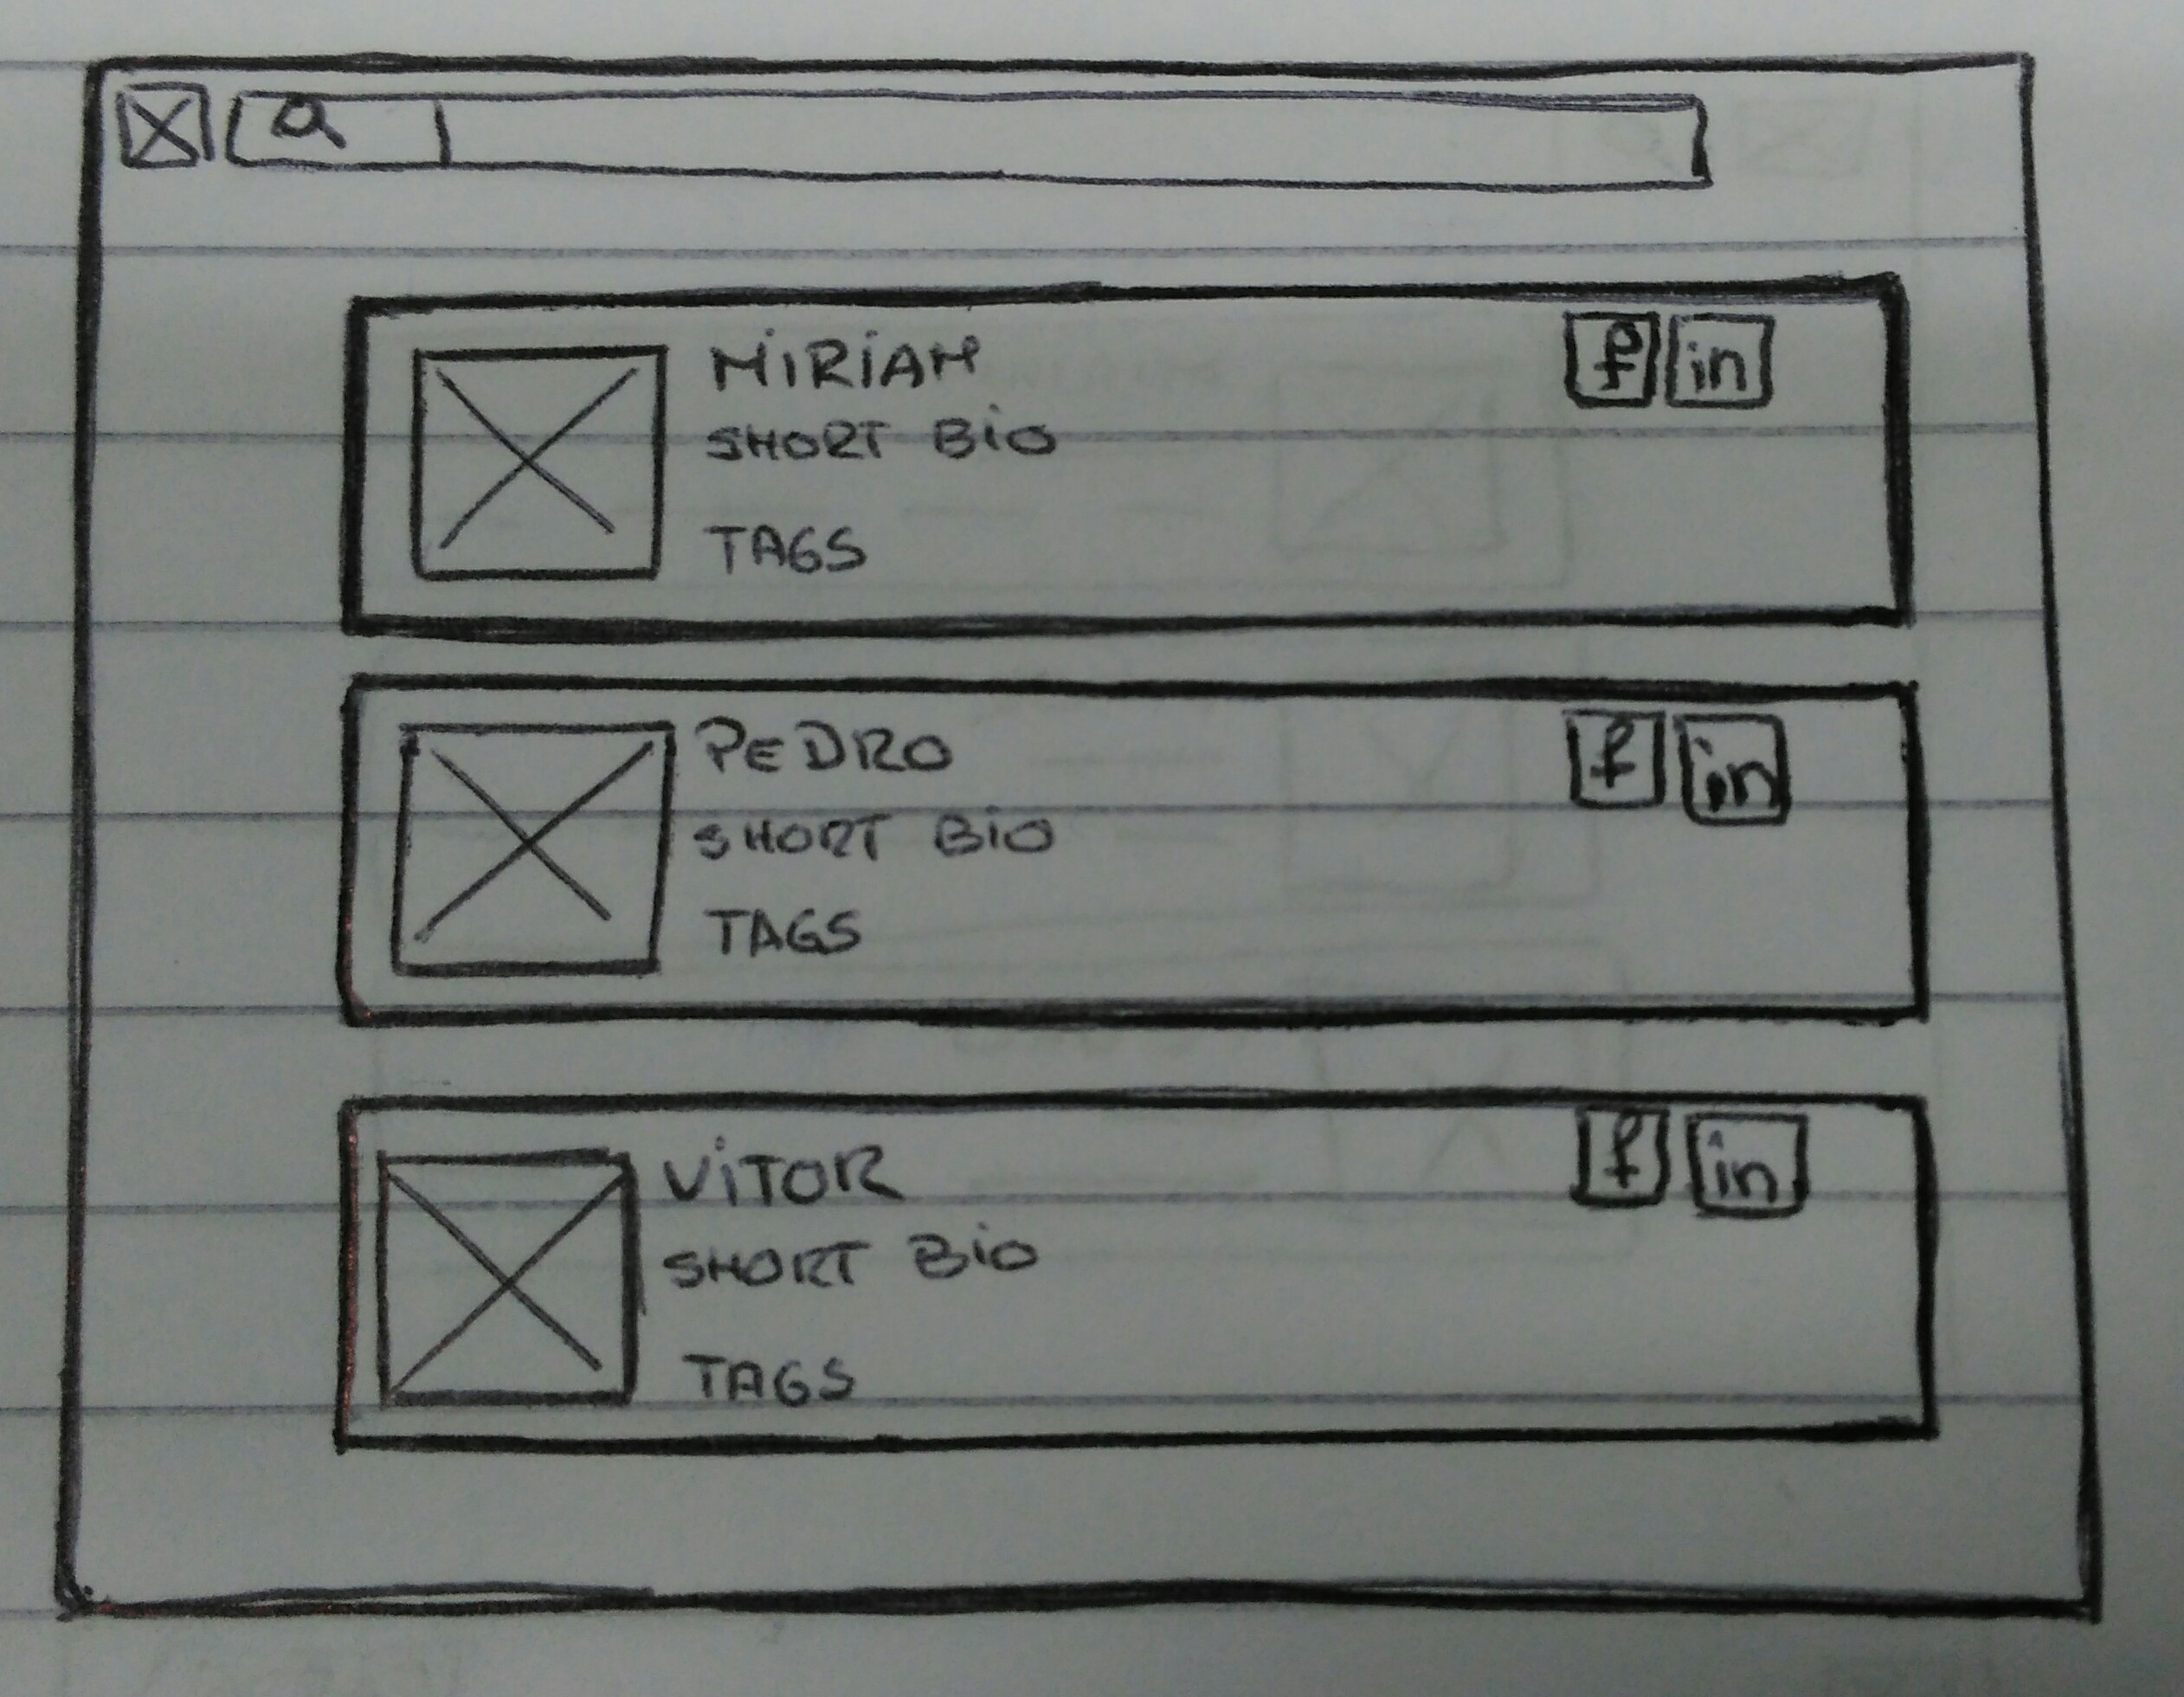 MIRIAM
f in
SHORT BIO
TAGS
PEDRO
f in
SHORT BIO
TAGS
VITOR
f in
SHORT BIO
TAGS